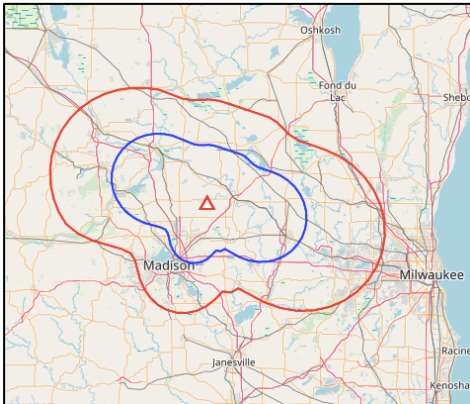 Oshkosh
Fond du
Lac
Shebo
Madison
Milwaukee
Janesville
Racine
Kenosha